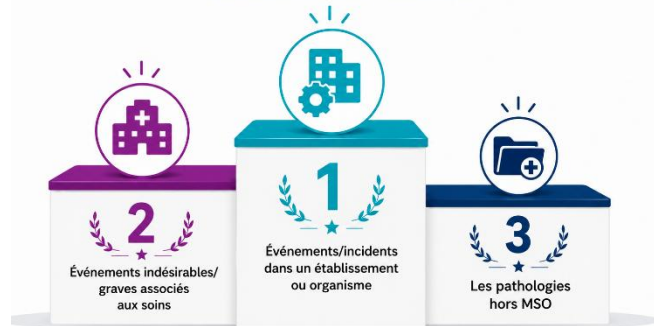 2
Événements indésirables/
graves associés
aux soins
1
Événements/incidents
dans un établissement
ou organisme
3
Les pathologies
hors MSO